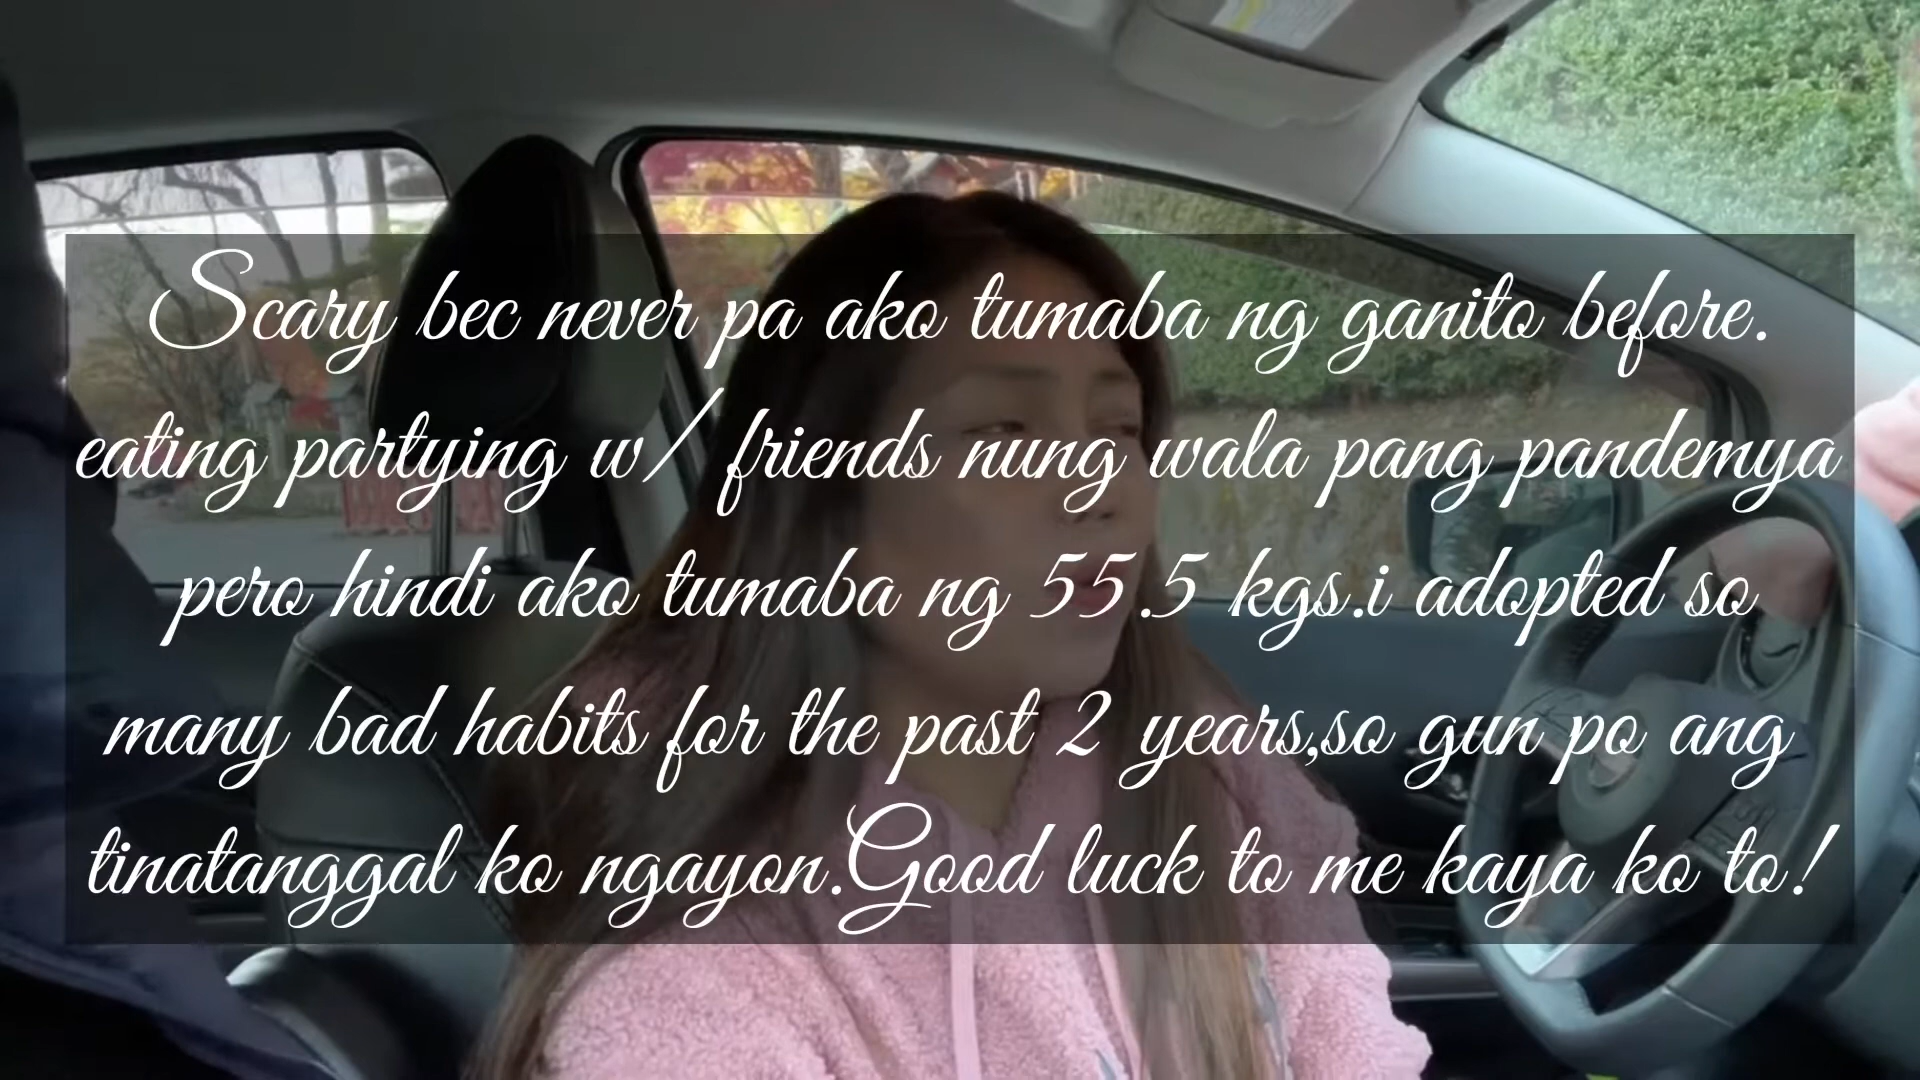 Scary bec never pa ako tumaba ng ganito before.
eating partying w/ friends nung wala pang pandemya
pero hindi ako tumaba ng 55.5 kgs.i adopted so
many bad habits for the past 2 years,so gun po ang
tinatanggal ko ngayon.Good luck to me kaya ko to!